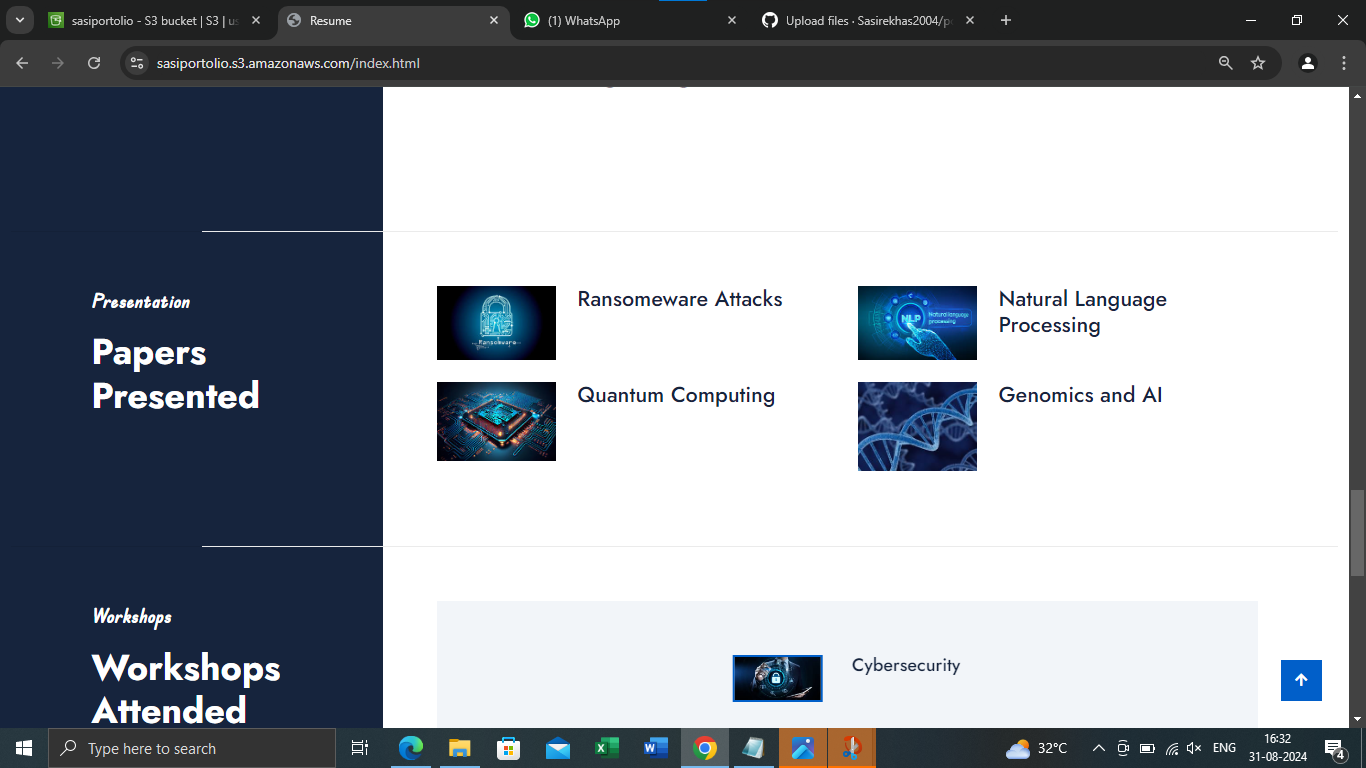 sasiportolio - S3 bucket | S3 | us
Resume
(1) WhatsApp
Upload files · Sasirekhas2004/po
sasiportolio.s3.amazonaws.com/index.html
Presentation
Papers
Presented
Ransomware
Ransomeware Attacks
NLP
Natural language
processing
Natural Language
Processing
Quantum Computing
Genomics and AI
Workshops
Workshops
Attended
Cybersecurity
Type here to search
32°C
ENG
16:32
31-08-2024
4